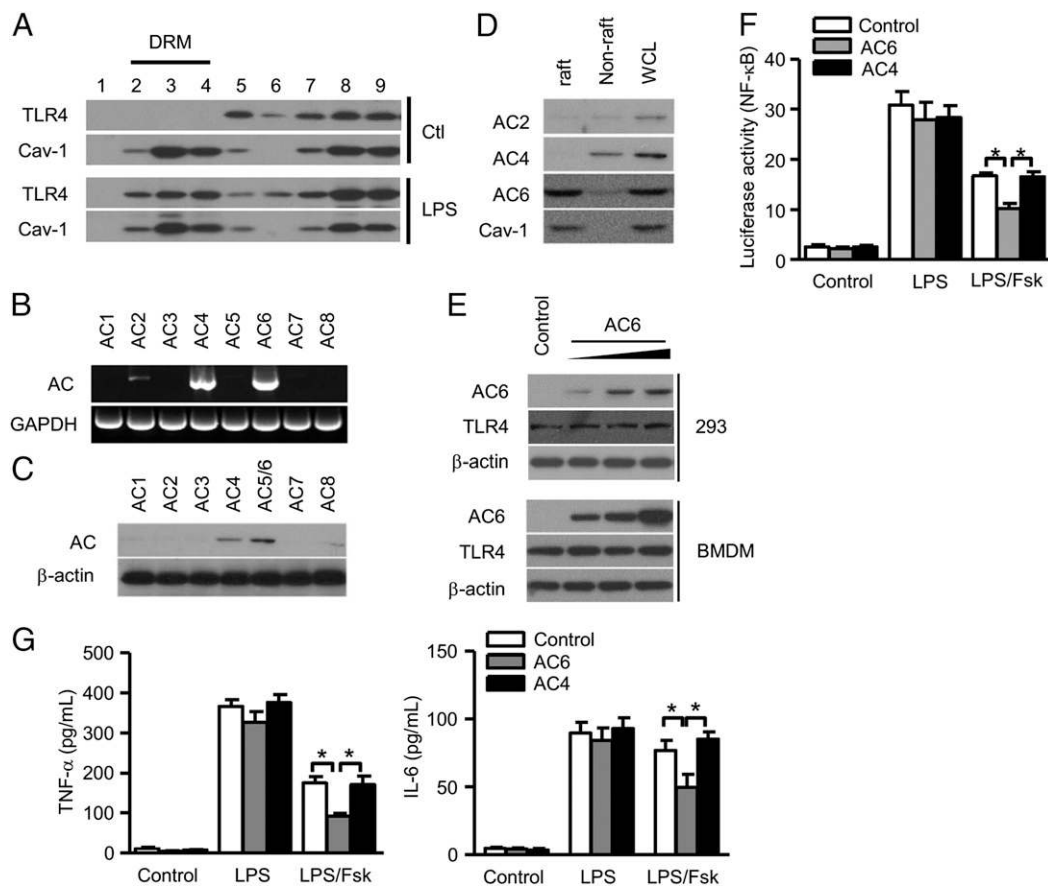 A
DRM
1 2 3 4 5 6 7 8 9
TLR4
Cav-1
Ctl
TLR4
Cav-1
LPS
B
AC1 AC2 AC3 AC4 AC5 AC6 AC7 AC8
AC
GAPDH
C
AC1 AC2 AC3 AC4 AC5/6 AC7 AC8
AC
β-actin
D
raft Non-raft WCL
AC2
AC4
AC6
Cav-1
E
Control AC6
AC6
TLR4
β-actin
293
AC6
TLR4
β-actin
BMDM
F
Control
AC6
AC4
Luciferase activity (NF-κB)
40
30
20
10
0
* *
Control LPS LPS/Fsk
G
TNF-α (pg/mL)
500
400
300
200
100
0
* *
Control LPS LPS/Fsk
Control
AC6
AC4
IL-6 (pg/mL)
150
100
50
0
* *
Control LPS LPS/Fsk